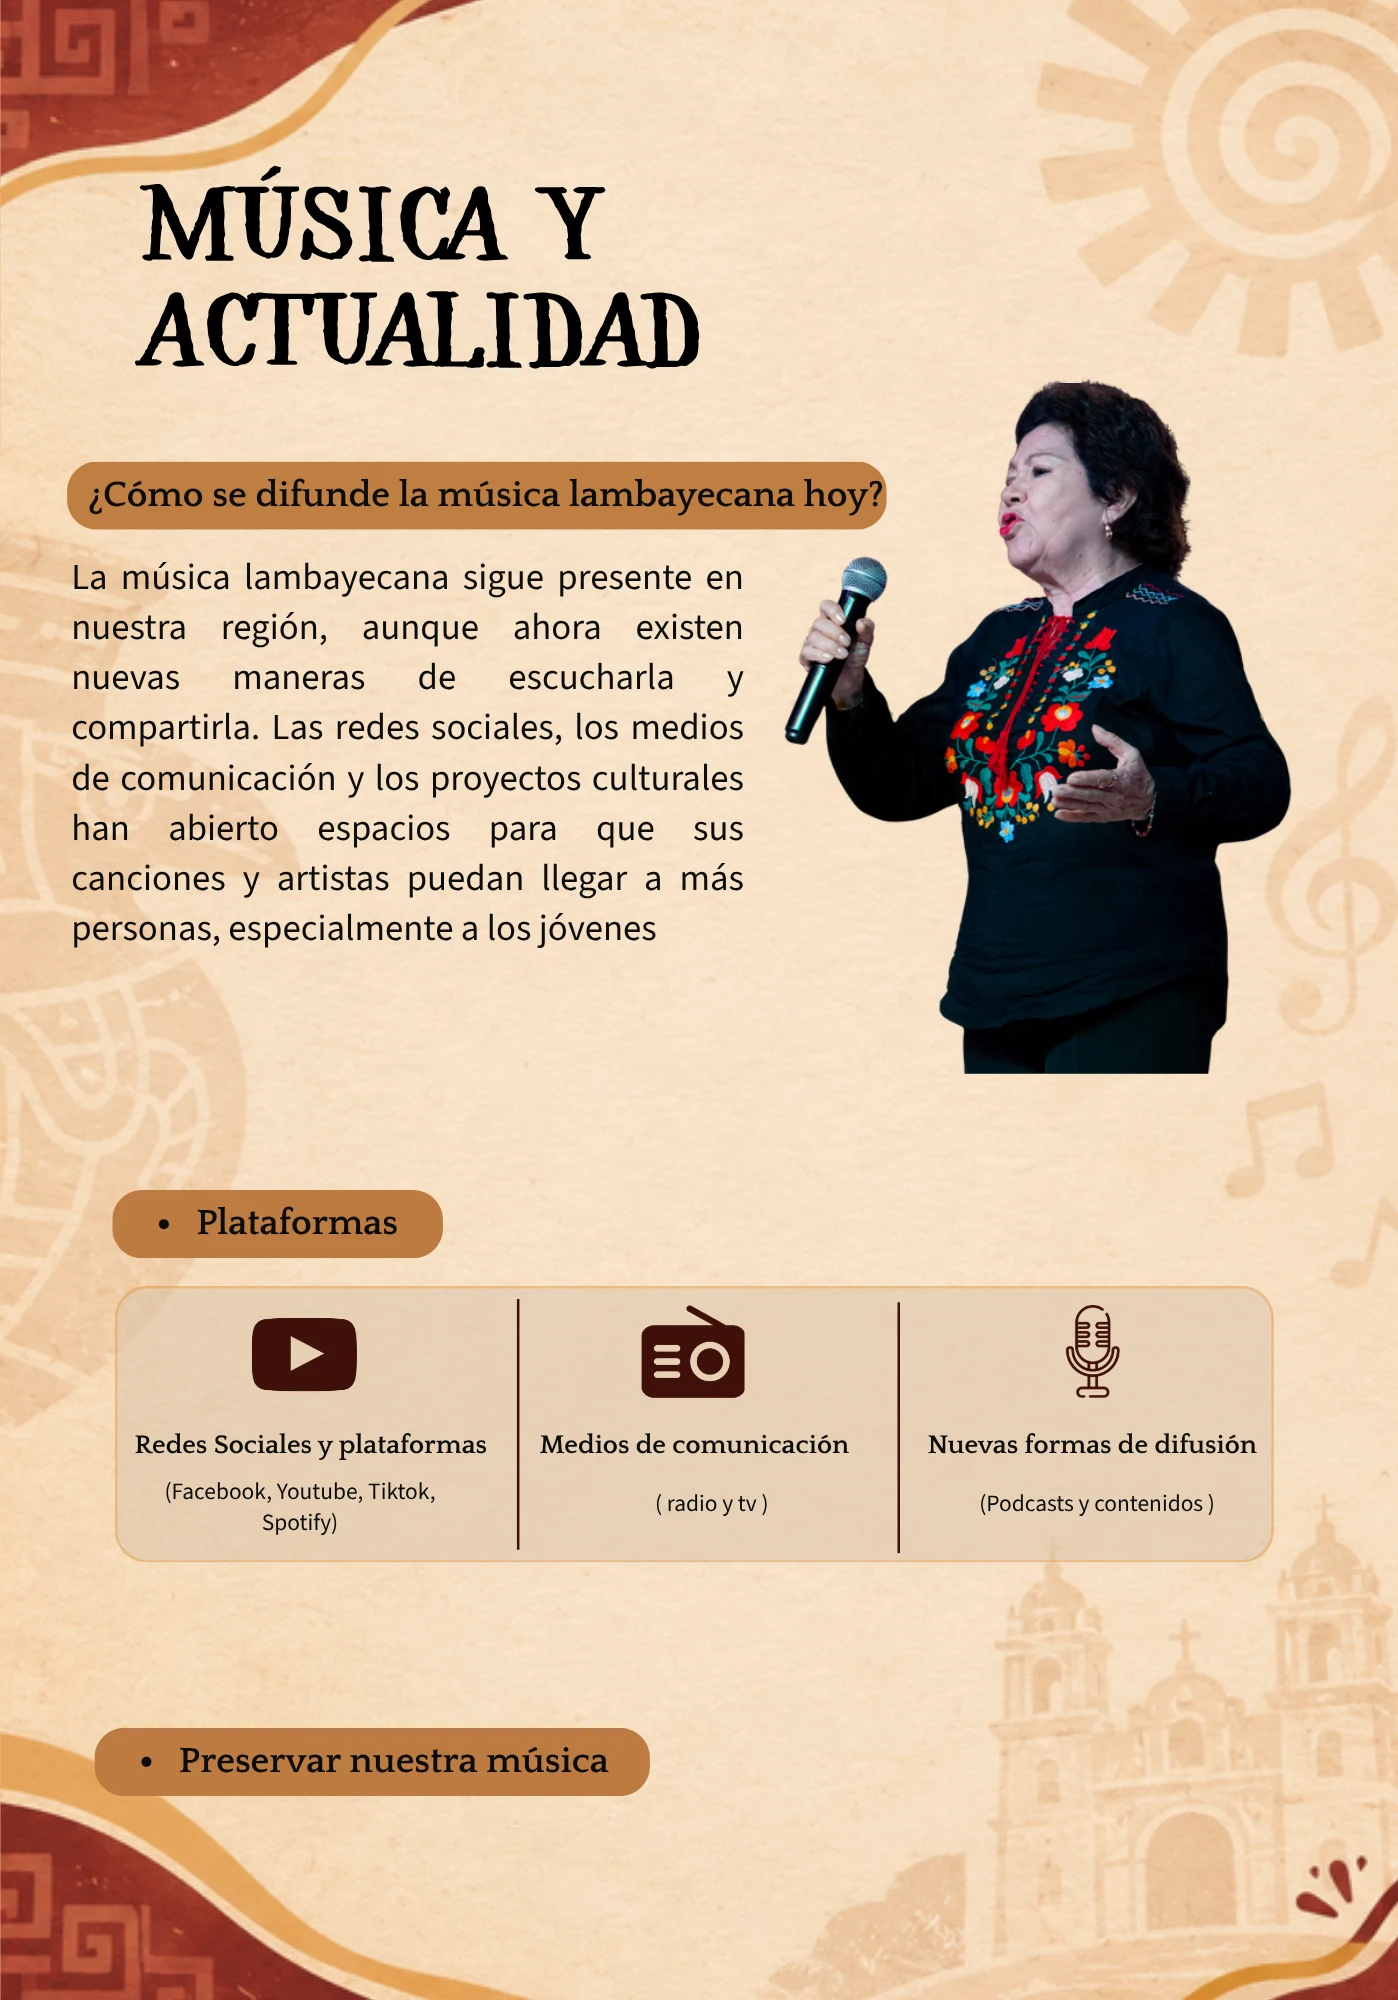 MÚSICA Y
ACTUALIDAD
¿Cómo se difunde la música lambayecana hoy?
La música lambayecana sigue presente en
nuestra región, aunque ahora existen
nuevas maneras de escucharla y
compartirla. Las redes sociales, los medios
de comunicación y los proyectos culturales
han abierto espacios para que sus
canciones y artistas puedan llegar a más
personas, especialmente a los jóvenes
• Plataformas
Redes Sociales y plataformas
(Facebook, Youtube, Tiktok,
Spotify)
Medios de comunicación
( radio y tv )
Nuevas formas de difusión
(Podcasts y contenidos )
• Preservar nuestra música